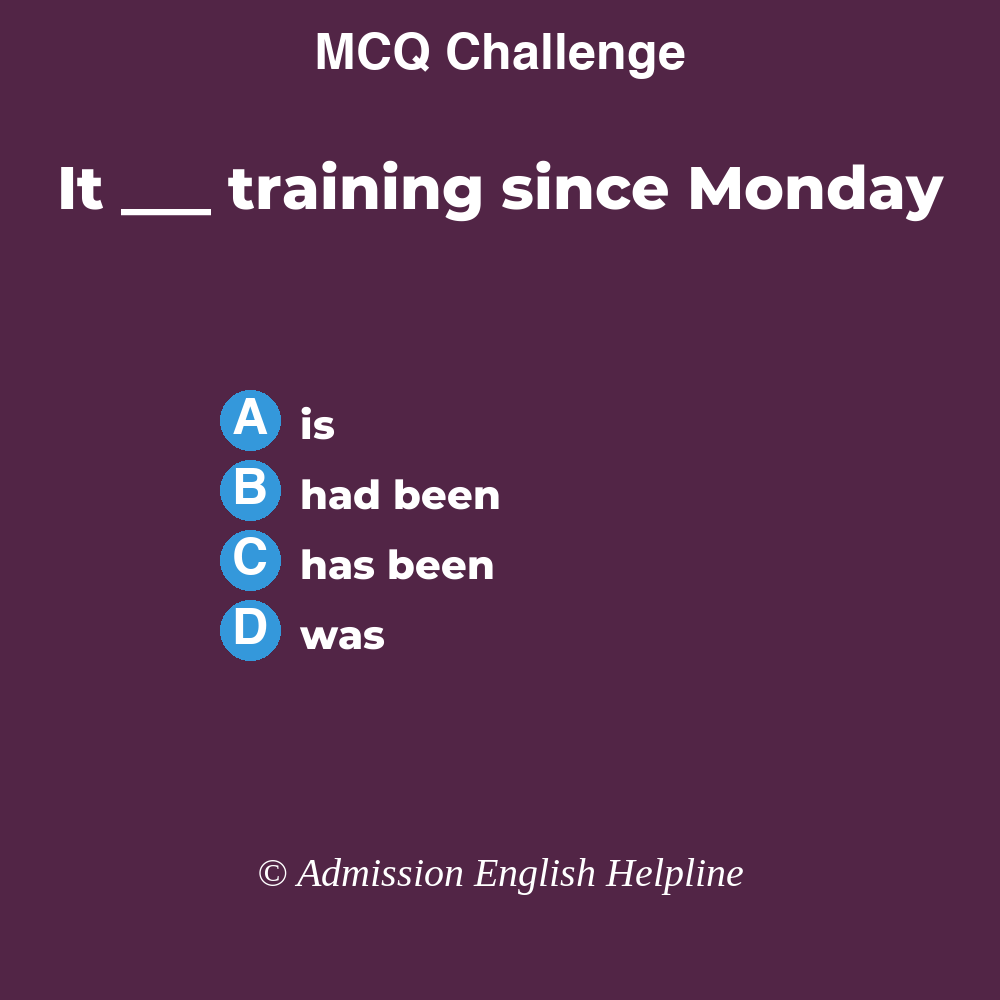 MCQ Challenge
It ___ training since Monday
A is
B had been
C has been
D was
© Admission English Helpline